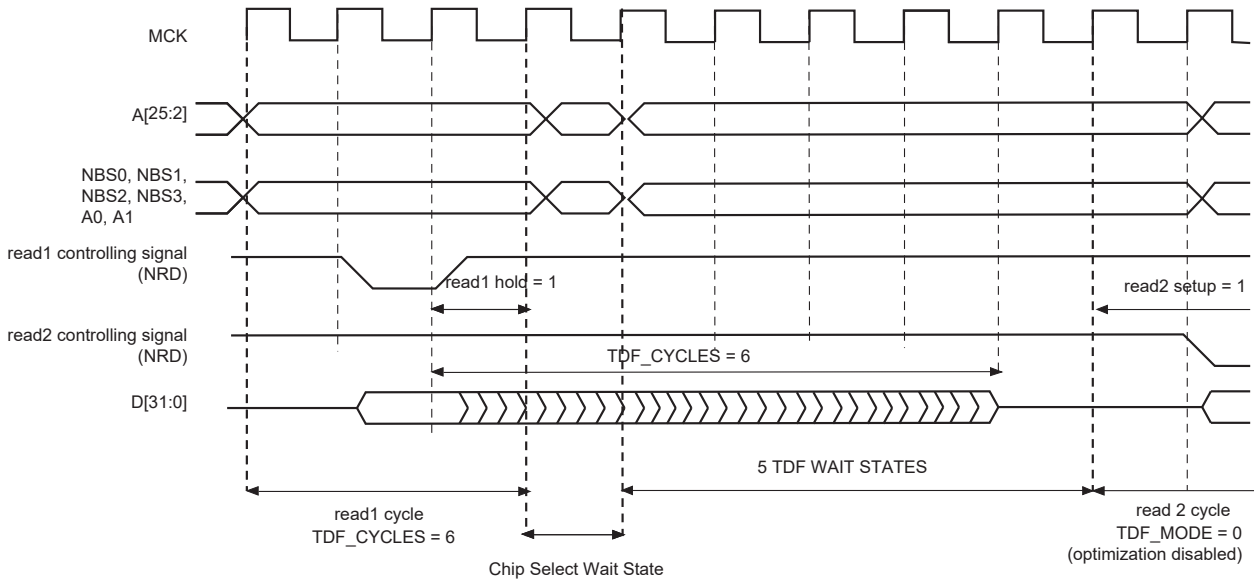 MCK
A[25:2]
NBS0, NBS1,
NBS2, NBS3,
A0, A1
read1 controlling signal
(NRD)
read1 hold = 1
read2 setup = 1
read2 controlling signal
(NRD)
TDF_CYCLES = 6
D[31:0]
5 TDF WAIT STATES
read1 cycle
TDF_CYCLES = 6
Chip Select Wait State
read 2 cycle
TDF_MODE = 0
(optimization disabled)